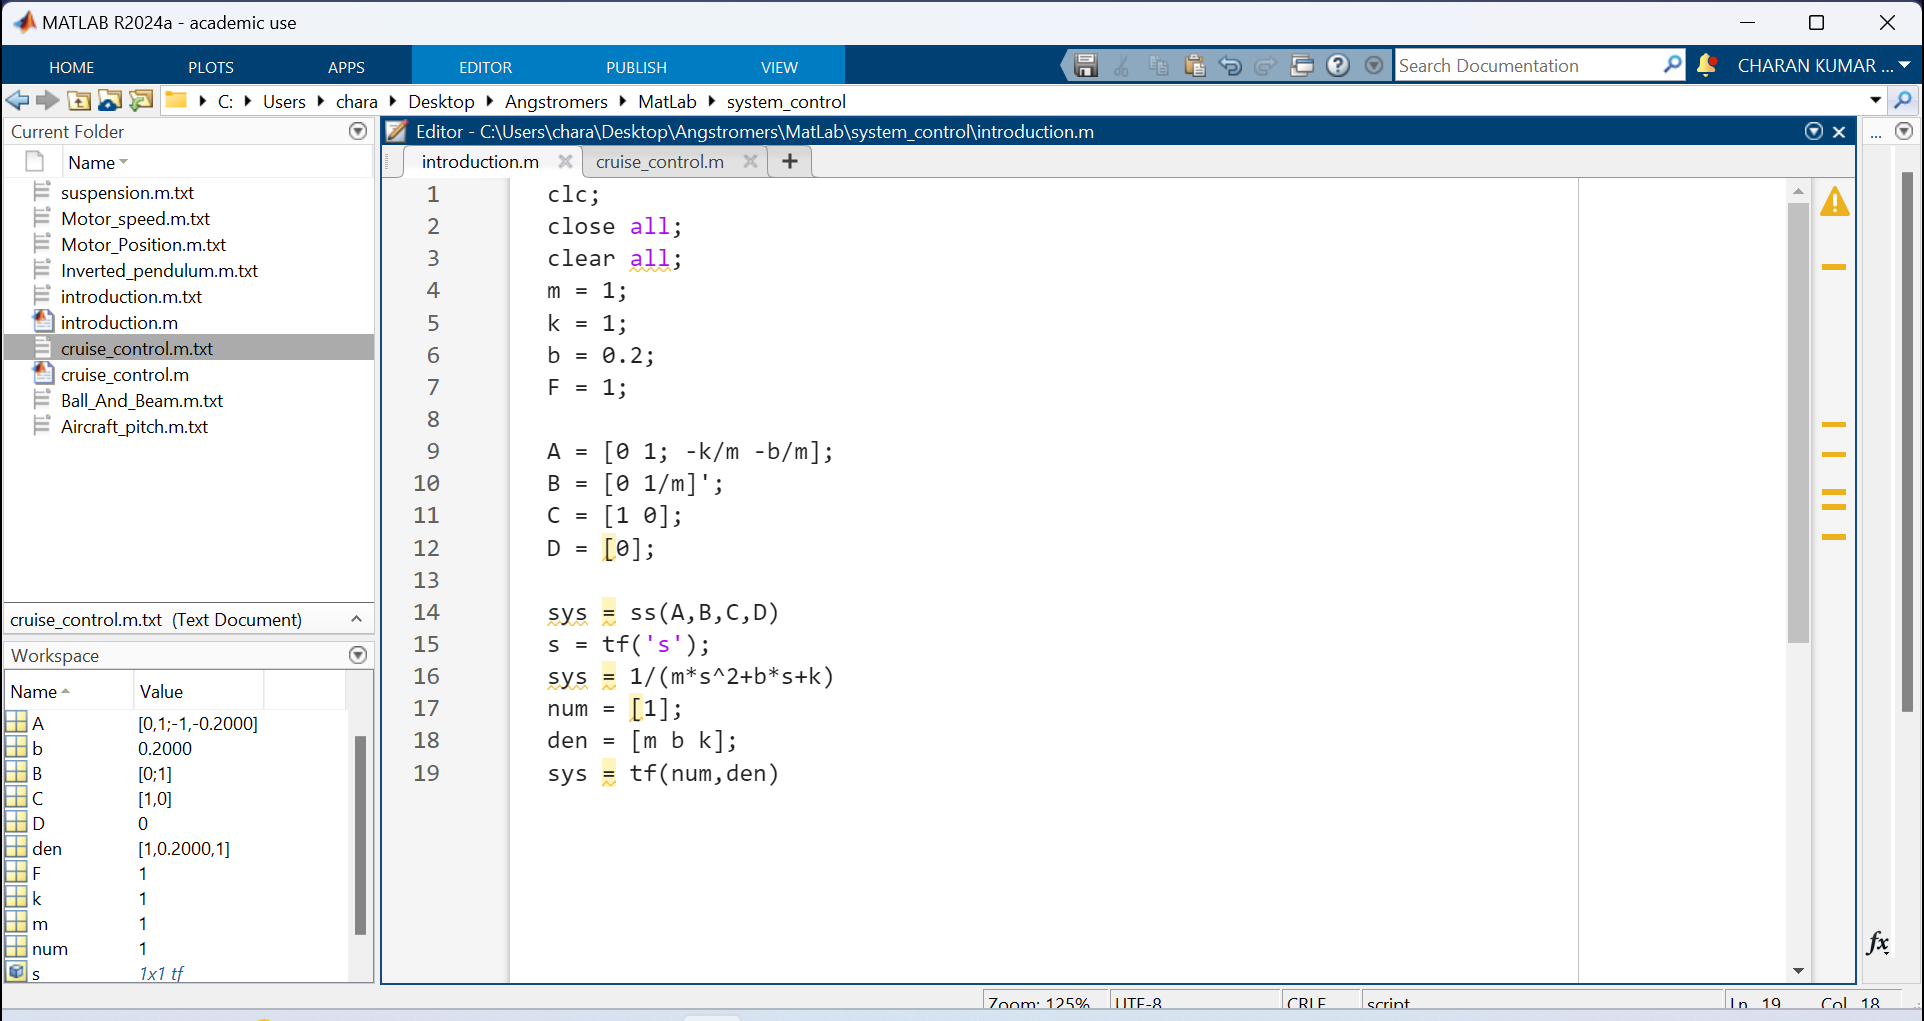 MATLAB R2024a - academic use
HOME PLOTS APPS EDITOR PUBLISH VIEW Search Documentation CHARAN KUMAR ...
C: Users chara Desktop Angstromers MatLab system_control
Current Folder
Name
suspension.m.txt
Motor_speed.m.txt
Motor_Position.m.txt
Inverted_pendulum.m.txt
introduction.m.txt
introduction.m
cruise_control.m.txt
cruise_control.m
Ball_And_Beam.m.txt
Aircraft_pitch.m.txt
cruise_control.m.txt (Text Document)
Workspace
Name Value
A [0,1;-1,-0.2000]
b 0.2000
B [0;1]
C [1,0]
D 0
den [1,0.2000,1]
F 1
k 1
m 1
num 1
s 1x1 tf
Editor - C:\Users\chara\Desktop\Angstromers\MatLab\system_control\introduction.m
...
introduction.m cruise_control.m +
1 clc;
2 close all;
3 clear all;
4 m = 1;
5 k = 1;
6 b = 0.2;
7 F = 1;
8
9 A = [0 1; -k/m -b/m];
10 B = [0 1/m]';
11 C = [1 0];
12 D = [0];
13
14 sys = ss(A,B,C,D)
15 s = tf('s');
16 sys = 1/(m*s^2+b*s+k)
17 num = [1];
18 den = [m b k];
19 sys = tf(num,den)
fx
Zoom: 125% UTF-8 CRLF script Ln 19 Col 18